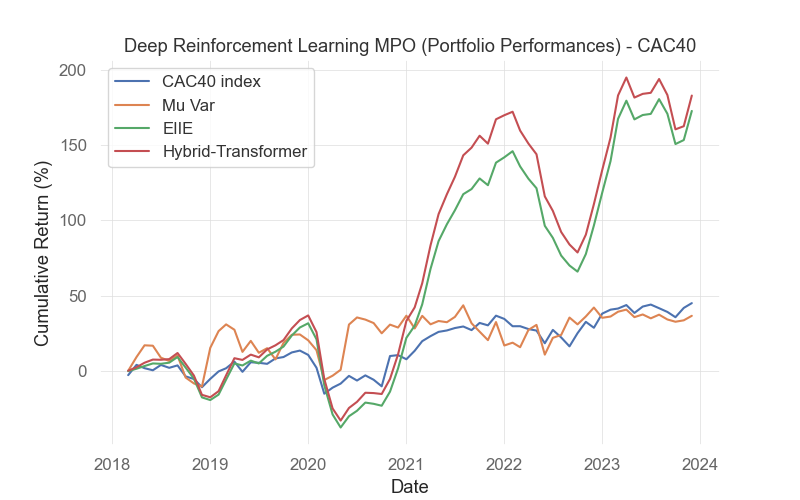 Deep Reinforcement Learning MPO (Portfolio Performances) - CAC40
CAC40 index
Mu Var
EIIE
Hybrid-Transformer
Cumulative Return (%)
200
150
100
50
0
2018 2019 2020 2021 2022 2023 2024
Date